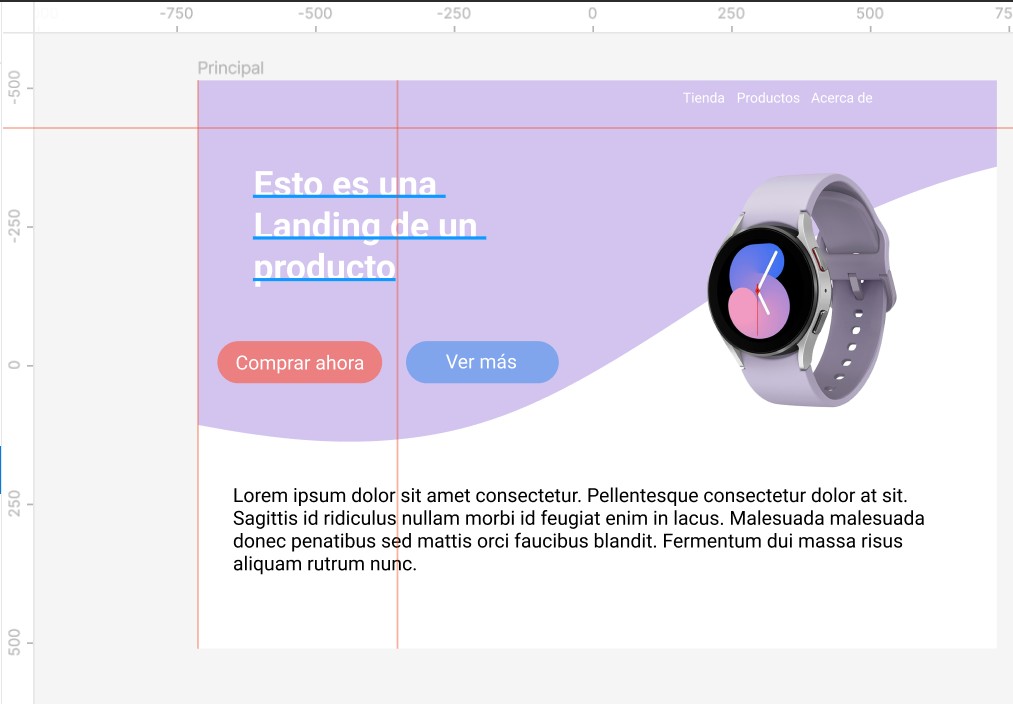 -750 -500 -250 0 250 500 75
-500
Principal
Tienda Productos Acerca de
Esto es una
-250
Landing de un
producto
0
Comprar ahora Ver más
250
Lorem ipsum dolor sit amet consectetur. Pellentesque consectetur dolor at sit.
Sagittis id ridiculus nullam morbi id feugiat enim in lacus. Malesuada malesuada
donec penatibus sed mattis orci faucibus blandit. Fermentum dui massa risus
aliquam rutrum nunc.
500